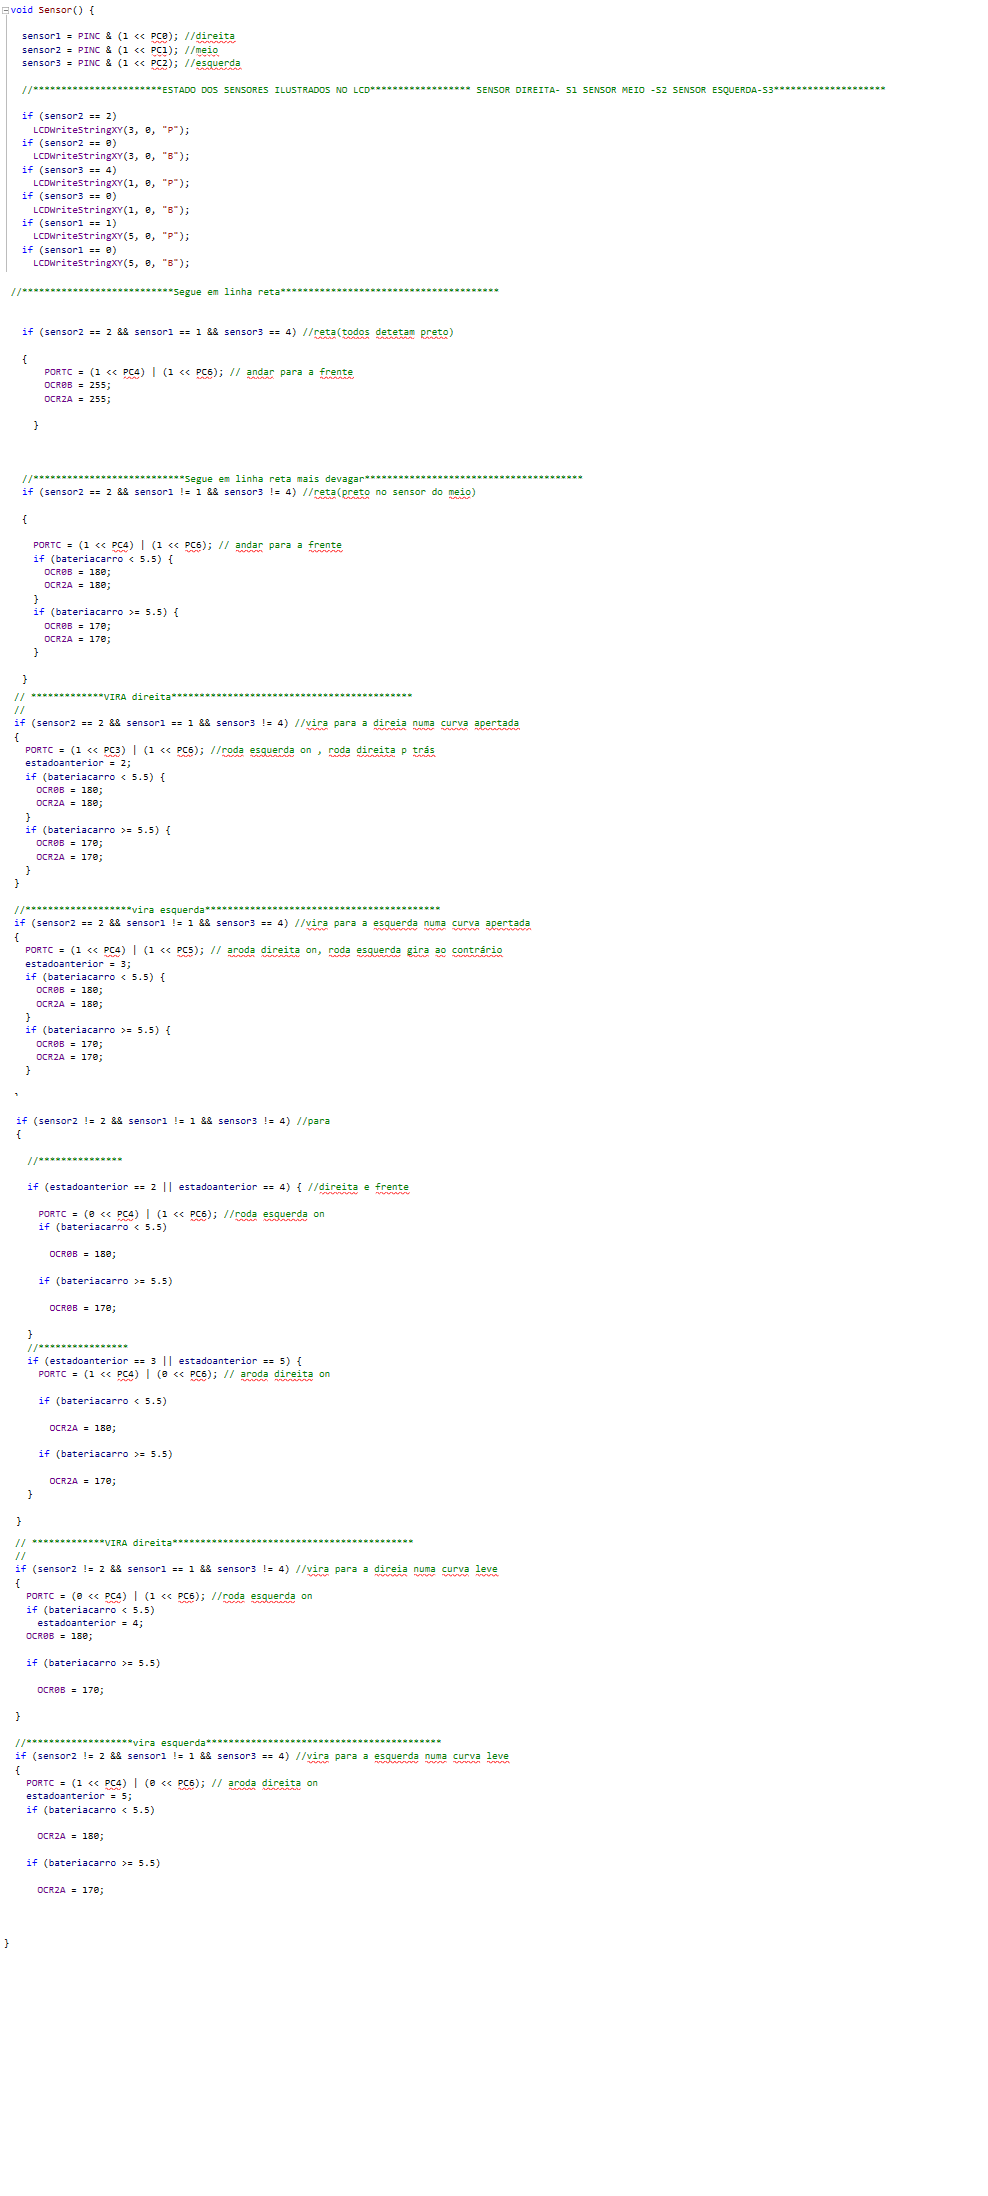 void Sensor() {
sensor1 = PINC & (1 << PC0); //direita
sensor2 = PINC & (1 << PC1); //meio
sensor3 = PINC & (1 << PC2); //esquerda
//***********************ESTADO DOS SENSORES ILUSTRADOS NO LCD****************** SENSOR DIREITA- S1 SENSOR MEIO -S2 SENSOR ESQUERDA-S3********************
if (sensor2 == 2)
LCDWriteStringXY(3, 0, "P");
if (sensor2 == 0)
LCDWriteStringXY(3, 0, "B");
if (sensor3 == 4)
LCDWriteStringXY(1, 0, "P");
if (sensor3 == 0)
LCDWriteStringXY(1, 0, "B");
if (sensor1 == 1)
LCDWriteStringXY(5, 0, "P");
if (sensor1 == 0)
LCDWriteStringXY(5, 0, "B");
//***************************Segue em linha reta***************************************
if (sensor2 == 2 && sensor1 == 1 && sensor3 == 4) //reta(todos detetam preto)
{
PORTC = (1 << PC4) | (1 << PC6); // andar para a frente
OCR0B = 255;
OCR2A = 255;
}
//***************************Segue em linha reta mais devagar***************************************
if (sensor2 == 2 && sensor1 != 1 && sensor3 != 4) //reta(preto no sensor do meio)
{
PORTC = (1 << PC4) | (1 << PC6); // andar para a frente
if (bateriacarro < 5.5) {
OCR0B = 180;
OCR2A = 180;
}
if (bateriacarro >= 5.5) {
OCR0B = 170;
OCR2A = 170;
}
}
// *************VIRA direita*******************************************
//
if (sensor2 == 2 && sensor1 == 1 && sensor3 != 4) //vira para a direia numa curva apertada
{
PORTC = (1 << PC3) | (1 << PC6); //roda esquerda on , roda direita p trás
estadoanterior = 2;
if (bateriacarro < 5.5) {
OCR0B = 180;
OCR2A = 180;
}
if (bateriacarro >= 5.5) {
OCR0B = 170;
OCR2A = 170;
}
}
//*******************vira esquerda******************************************
if (sensor2 == 2 && sensor1 != 1 && sensor3 == 4) //vira para a esquerda numa curva apertada
{
PORTC = (1 << PC4) | (1 << PC5); // aroda direita on, roda esquerda gira ao contrário
estadoanterior = 3;
if (bateriacarro < 5.5) {
OCR0B = 180;
OCR2A = 180;
}
if (bateriacarro >= 5.5) {
OCR0B = 170;
OCR2A = 170;
}
if (sensor2 != 2 && sensor1 != 1 && sensor3 != 4) //para
{
//***************
if (estadoanterior == 2 || estadoanterior == 4) { //direita e frente
PORTC = (0 << PC4) | (1 << PC6); //roda esquerda on
if (bateriacarro < 5.5)
OCR0B = 180;
if (bateriacarro >= 5.5)
OCR0B = 170;
}
//****************
if (estadoanterior == 3 || estadoanterior == 5) {
PORTC = (1 << PC4) | (0 << PC6); // aroda direita on
if (bateriacarro < 5.5)
OCR2A = 180;
if (bateriacarro >= 5.5)
OCR2A = 170;
}
}
// *************VIRA direita*******************************************
//
if (sensor2 != 2 && sensor1 == 1 && sensor3 != 4) //vira para a direia numa curva leve
{
PORTC = (0 << PC4) | (1 << PC6); //roda esquerda on
if (bateriacarro < 5.5)
estadoanterior = 4;
OCR0B = 180;
if (bateriacarro >= 5.5)
OCR0B = 170;
}
//*******************vira esquerda******************************************
if (sensor2 != 2 && sensor1 != 1 && sensor3 == 4) //vira para a esquerda numa curva leve
{
PORTC = (1 << PC4) | (0 << PC6); // aroda direita on
estadoanterior = 5;
if (bateriacarro < 5.5)
OCR2A = 180;
if (bateriacarro >= 5.5)
OCR2A = 170;
}